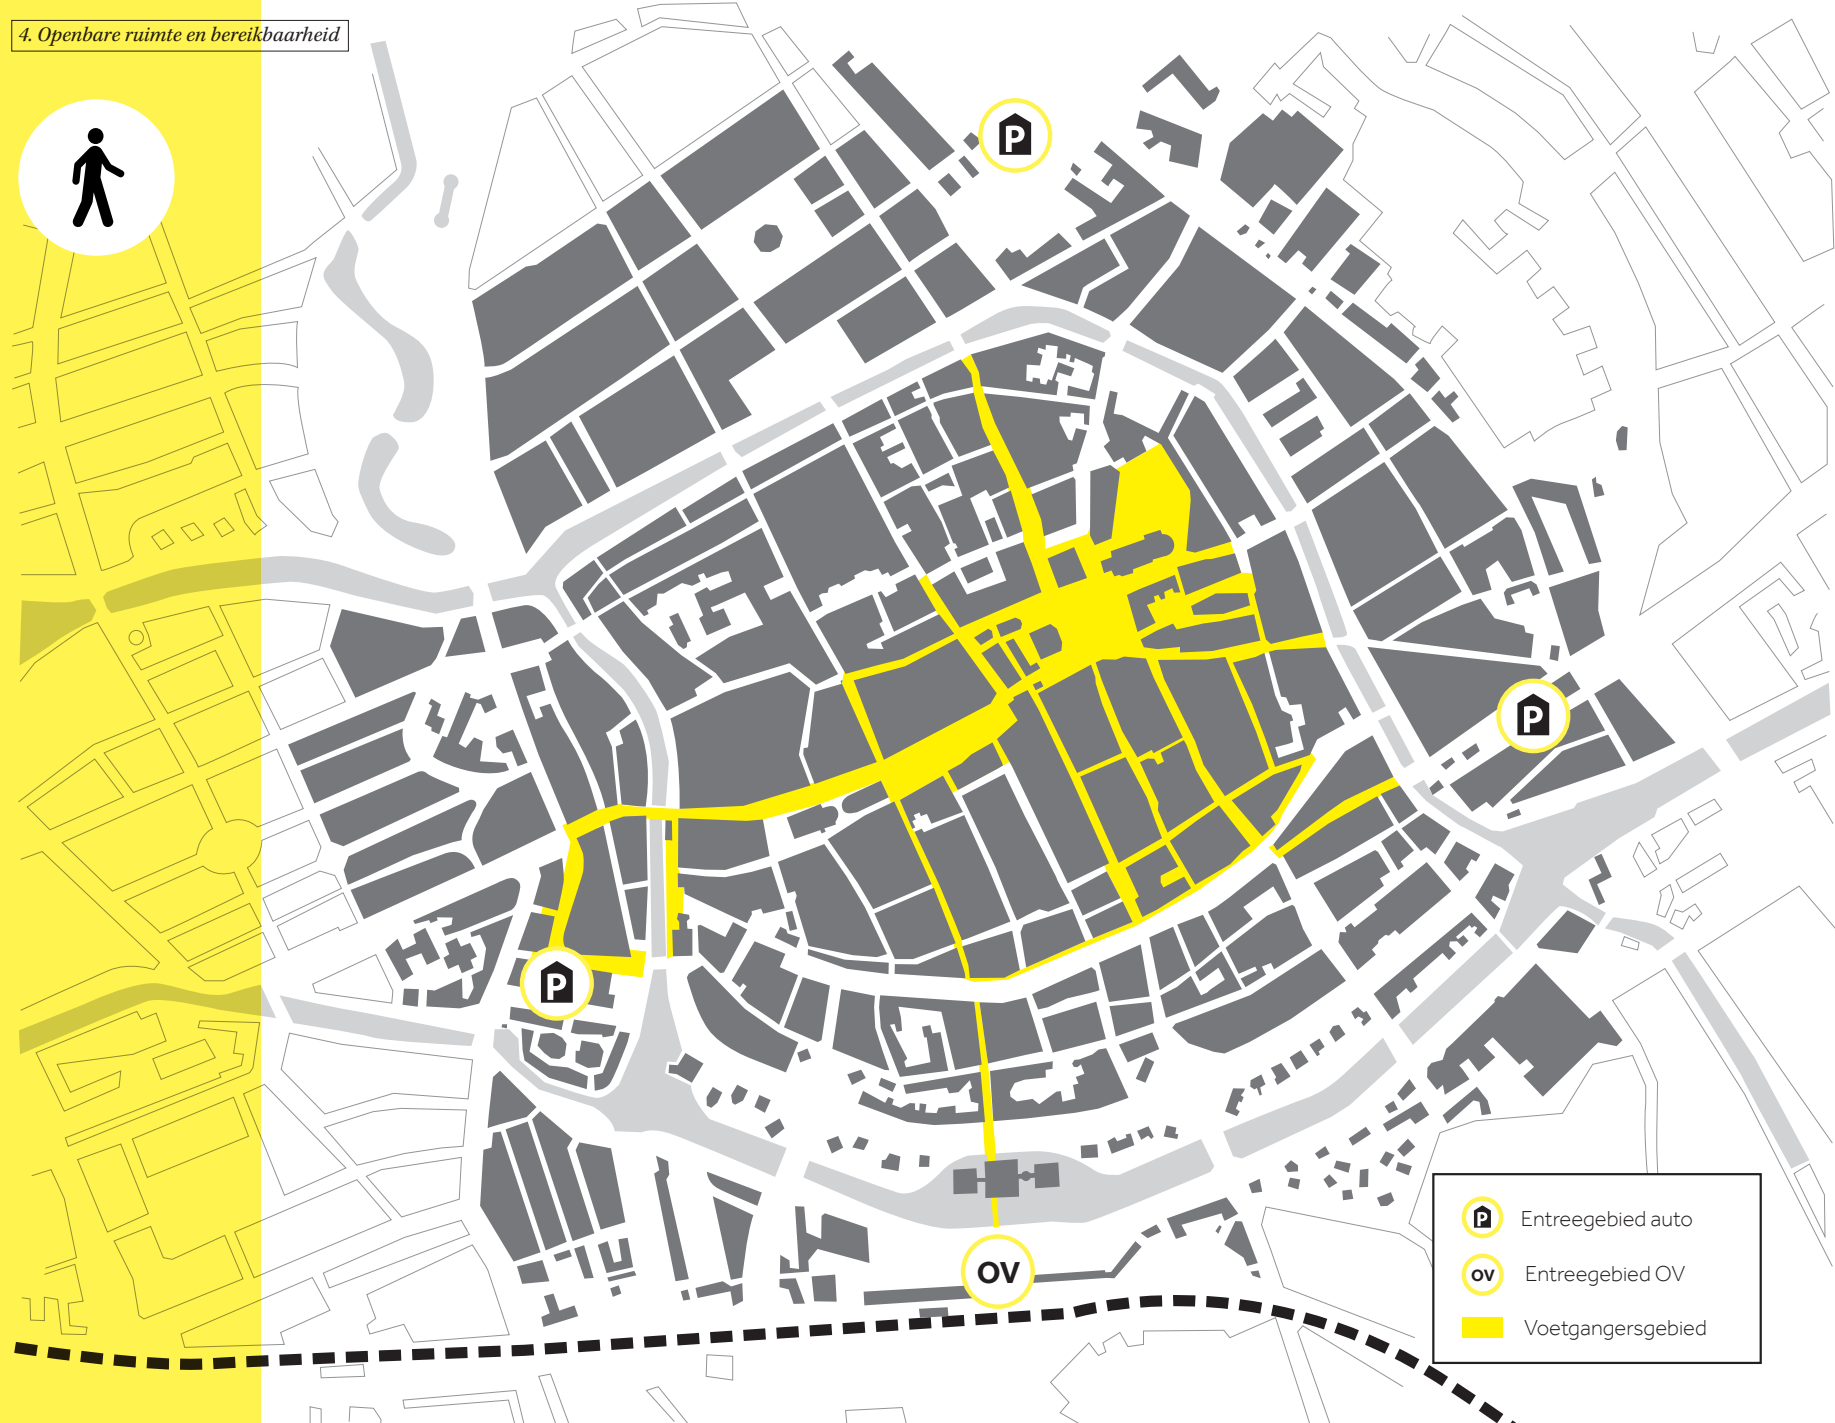 4. Openbare ruimte en bereikbaarheid
P
P
P
OV
P Entreegebied auto
OV Entreegebied OV
Voetgangersgebied